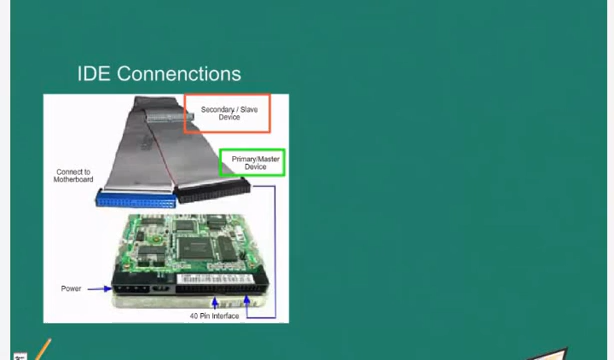 IDE Connenctions
Secondary / Slave
Device
Primary/Master
Device
Connect to
Motherboard
Power
40 Pin Interface